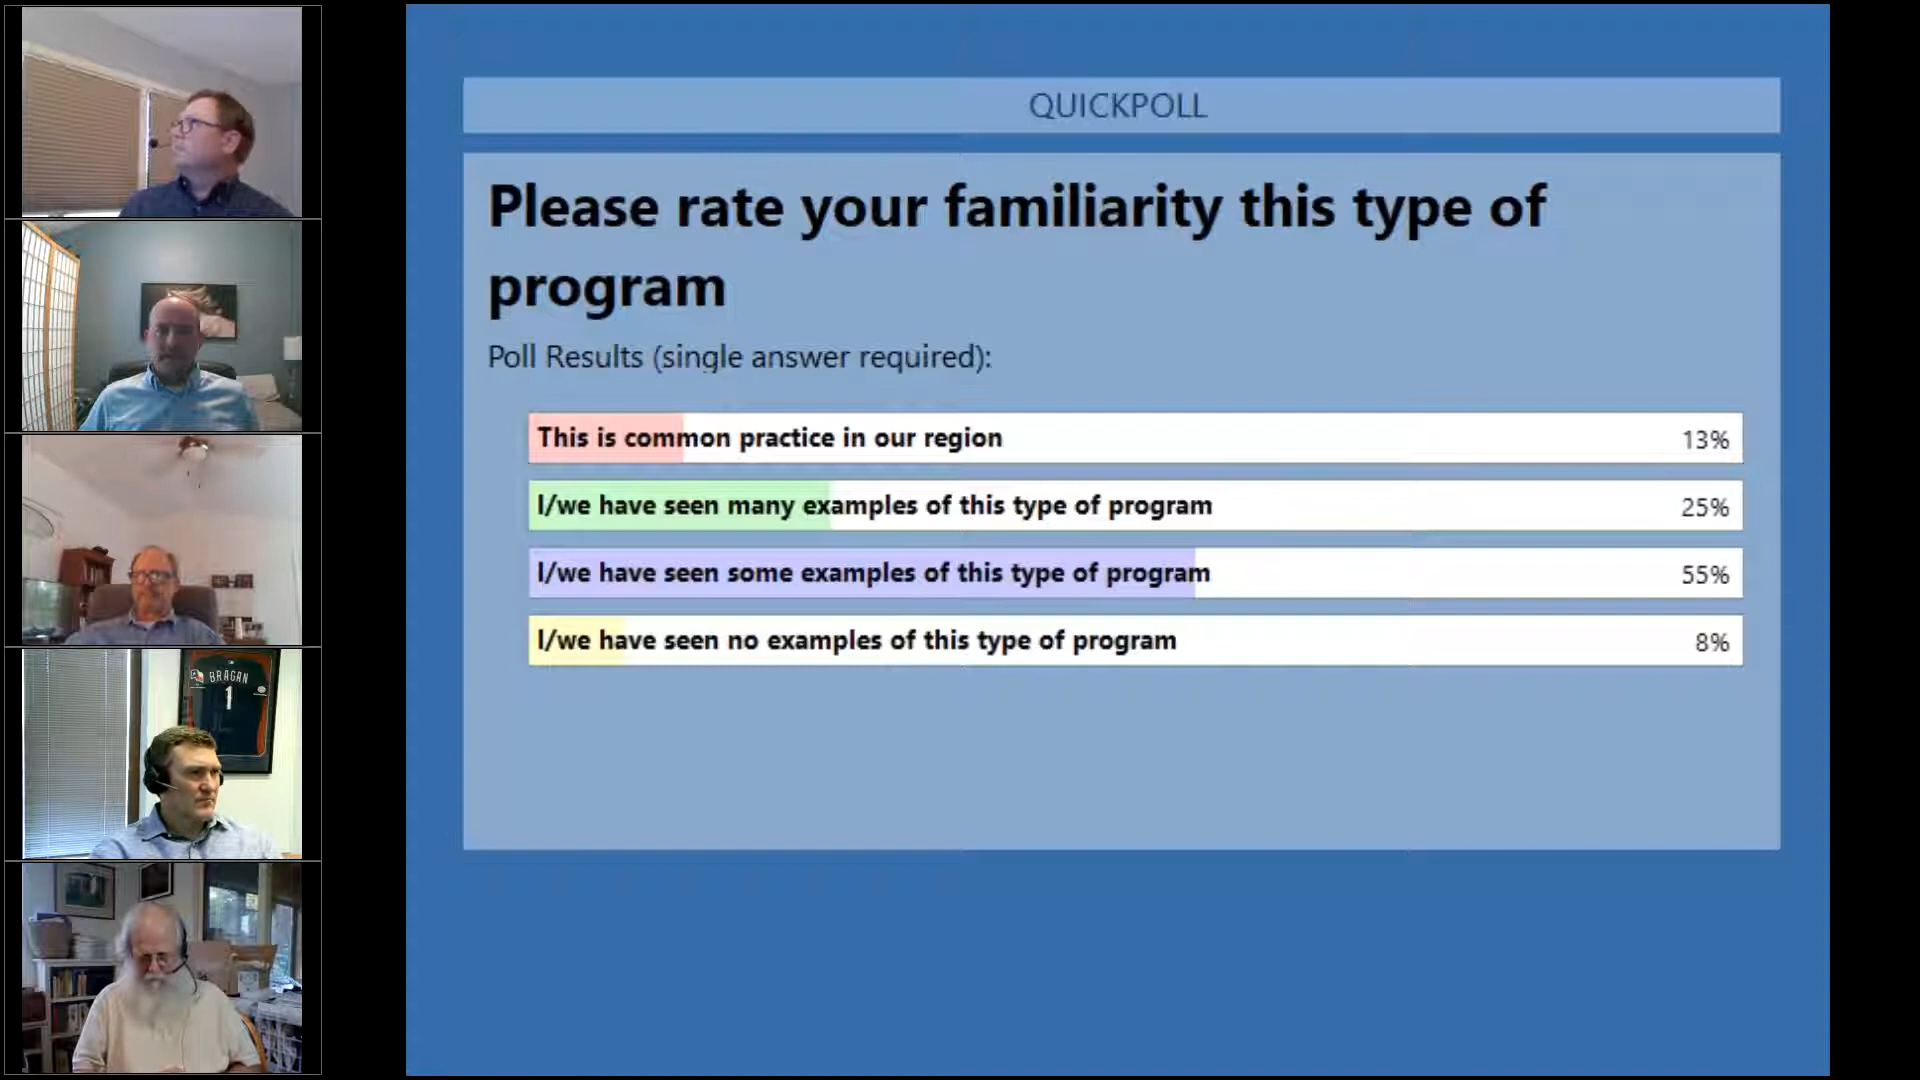 QUICKPOLL
Please rate your familiarity this type of
program
Poll Results (single answer required):
This is common practice in our region 13%
I/we have seen many examples of this type of program 25%
I/we have seen some examples of this type of program 55%
I/we have seen no examples of this type of program 8%
BRAGAN
1